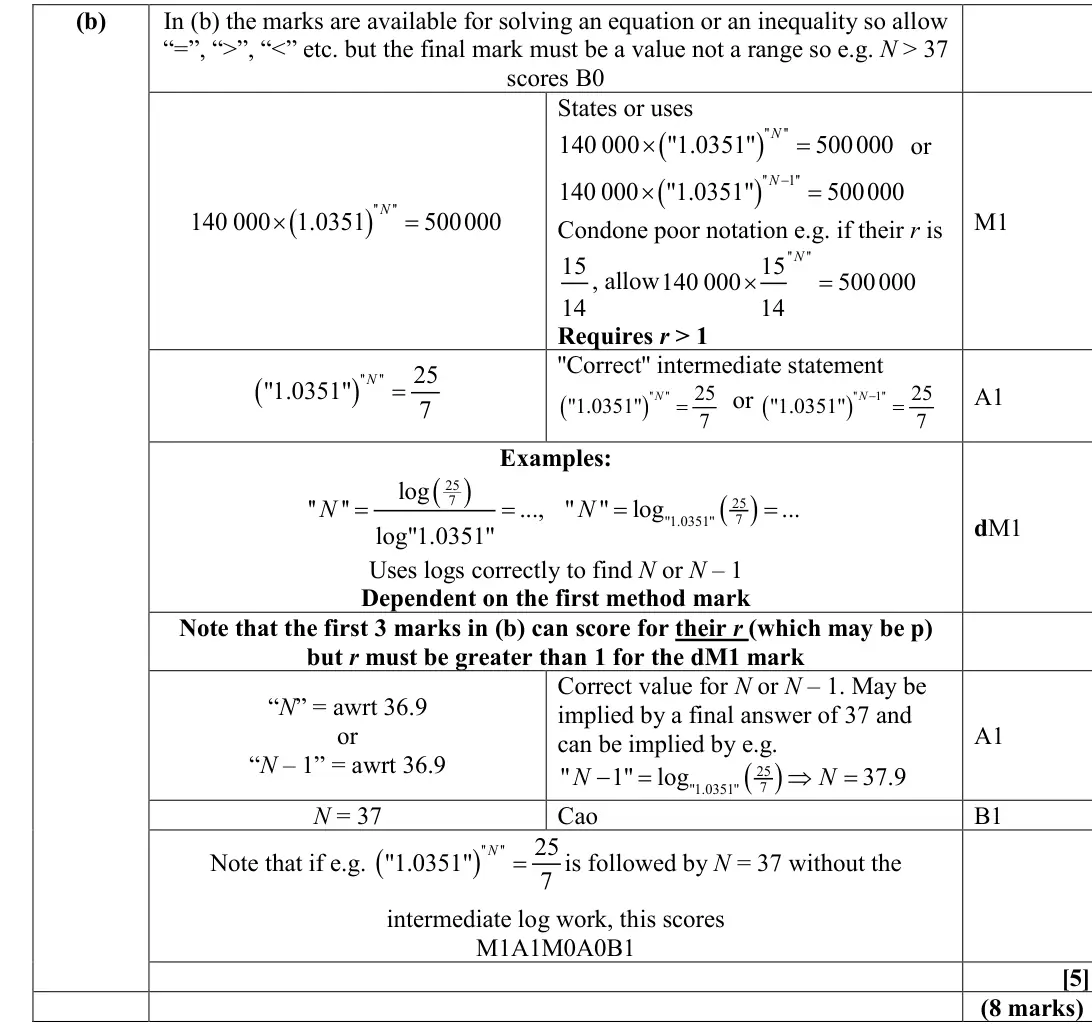 (b)
In (b) the marks are available for solving an equation or an inequality so allow
“=”, “>”, “<” etc. but the final mark must be a value not a range so e.g. N > 37
scores B0
140 000×(1.0351)^"N" = 500000
States or uses
140 000×("1.0351")^"N" = 500000 or
140 000×("1.0351")^"N−1" = 500000
Condone poor notation e.g. if their r is
15/14, allow 140 000× 15/14^"N" = 500000
Requires r > 1
M1
("1.0351")^"N" = 25/7
"Correct" intermediate statement
("1.0351")^"N" = 25/7 or ("1.0351")^"N−1" = 25/7
A1
Examples:
"N" = log(25/7)/log"1.0351" = ..., "N" = log_"1.0351" (25/7) = ...
Uses logs correctly to find N or N – 1
Dependent on the first method mark
dM1
Note that the first 3 marks in (b) can score for their r (which may be p)
but r must be greater than 1 for the dM1 mark
“N” = awrt 36.9
or
“N – 1” = awrt 36.9
Correct value for N or N – 1. May be
implied by a final answer of 37 and
can be implied by e.g.
"N −1" = log_"1.0351" (25/7) ⇒ N = 37.9
A1
N = 37
Cao
B1
Note that if e.g. ("1.0351")^"N" = 25/7 is followed by N = 37 without the
intermediate log work, this scores
M1A1M0A0B1
[5]
(8 marks)